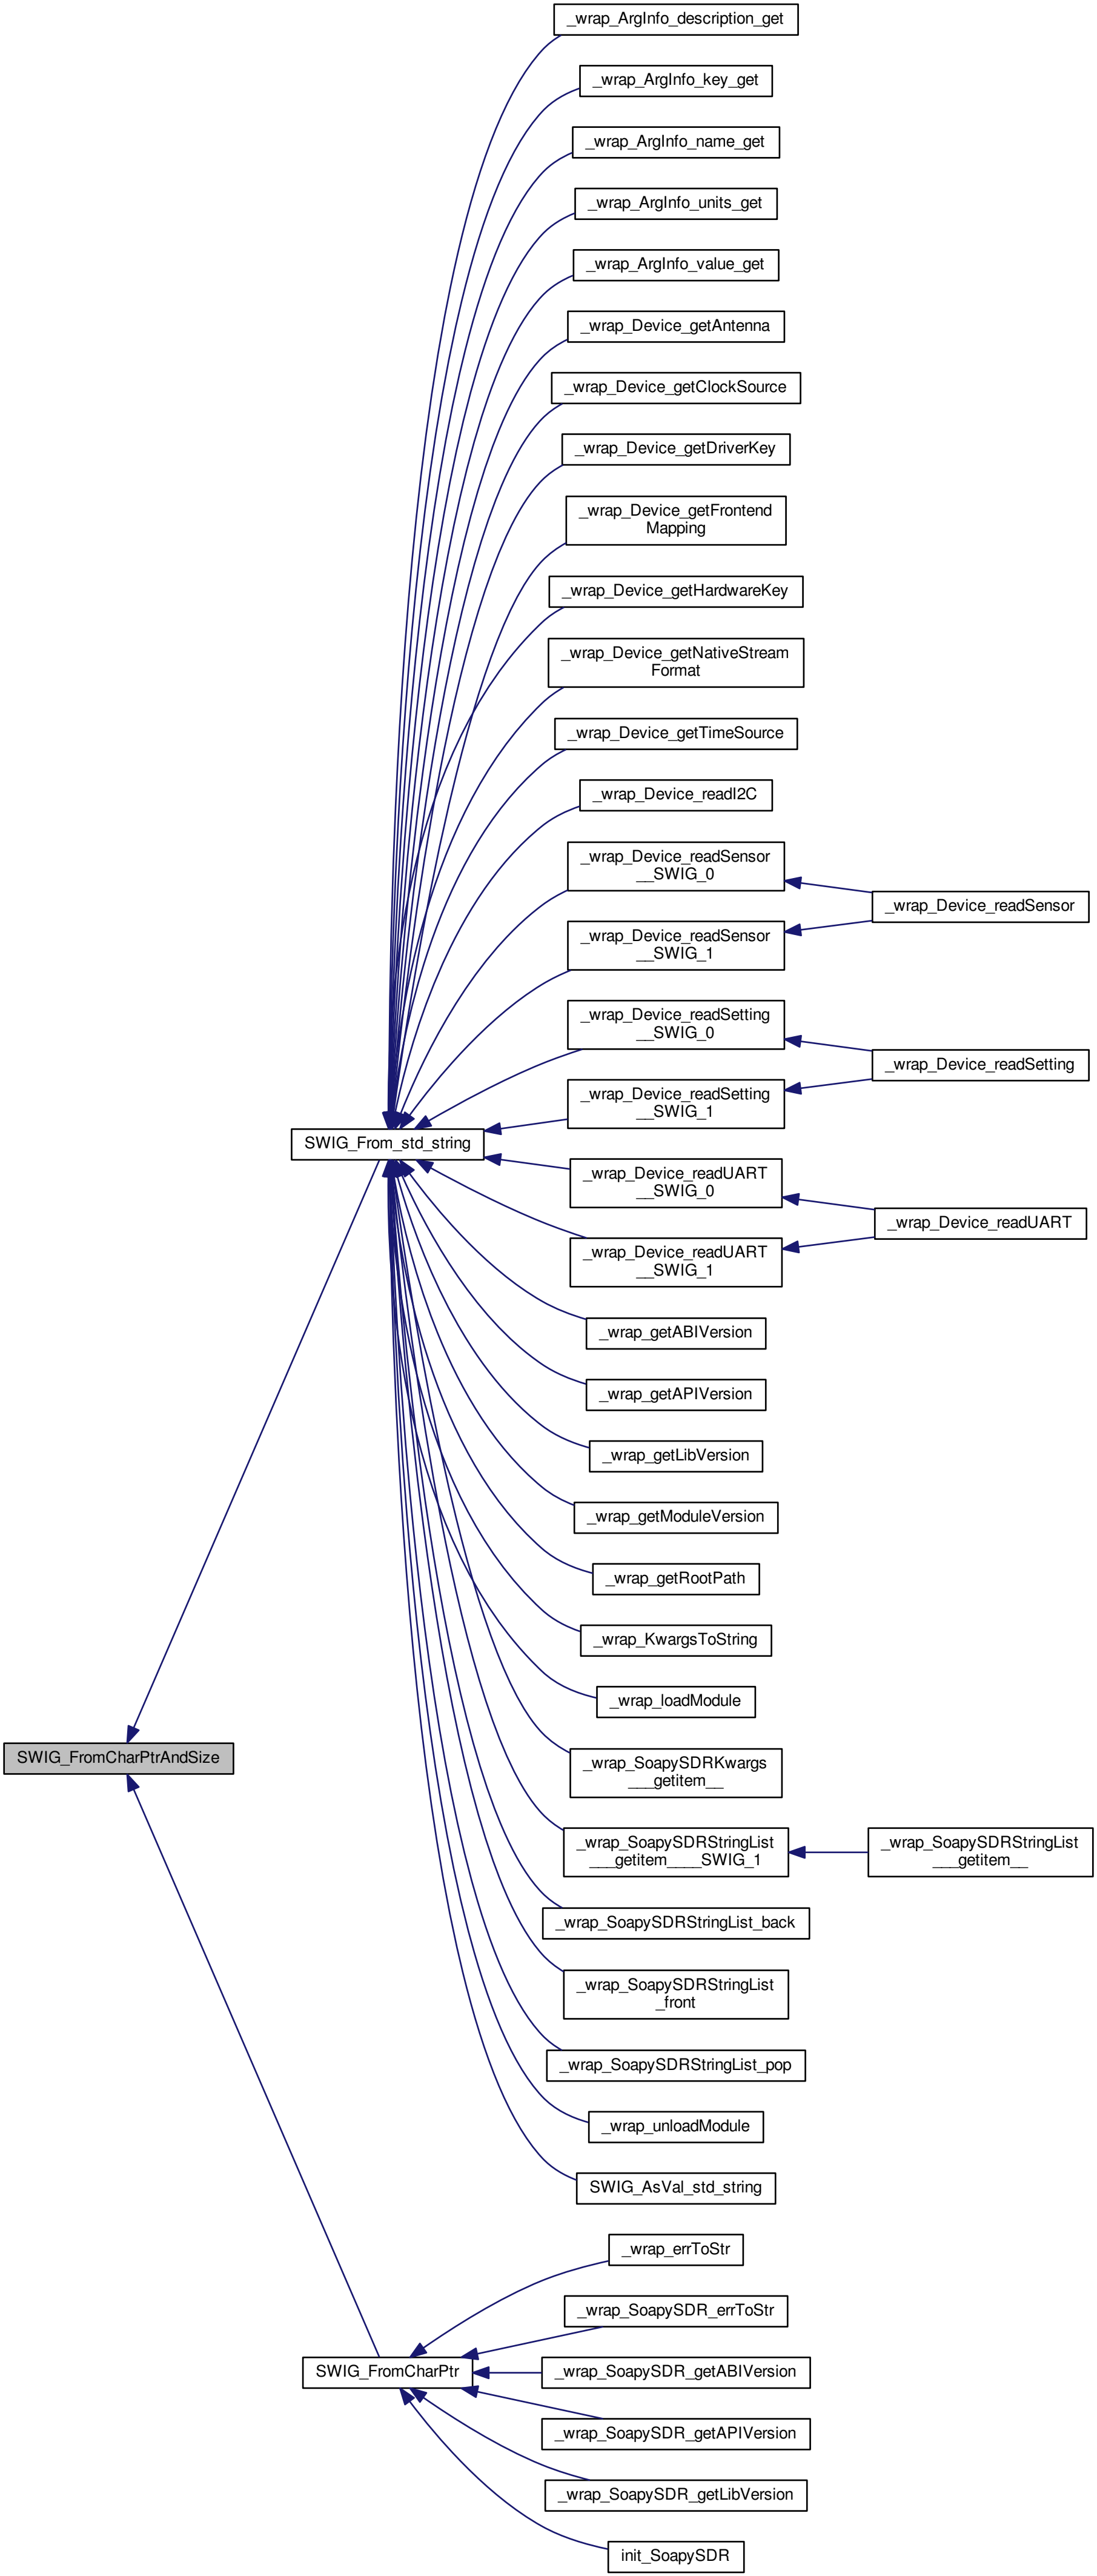 _wrap_ArgInfo_description_get
_wrap_ArgInfo_key_get
_wrap_ArgInfo_name_get
_wrap_ArgInfo_units_get
_wrap_ArgInfo_value_get
_wrap_Device_getAntenna
_wrap_Device_getClockSource
_wrap_Device_getDriverKey
_wrap_Device_getFrontend
Mapping
_wrap_Device_getHardwareKey
_wrap_Device_getNativeStream
Format
_wrap_Device_getTimeSource
_wrap_Device_readI2C
_wrap_Device_readSensor
__SWIG_0
_wrap_Device_readSensor
_wrap_Device_readSensor
__SWIG_1
_wrap_Device_readSetting
__SWIG_0
_wrap_Device_readSetting
_wrap_Device_readSetting
__SWIG_1
SWIG_From_std_string
_wrap_Device_readUART
__SWIG_0
_wrap_Device_readUART
_wrap_Device_readUART
__SWIG_1
_wrap_getABIVersion
_wrap_getAPIVersion
_wrap_getLibVersion
_wrap_getModuleVersion
_wrap_getRootPath
_wrap_KwargsToString
_wrap_loadModule
SWIG_FromCharPtrAndSize
_wrap_SoapySDRKwargs
___getitem__
_wrap_SoapySDRStringList
___getitem____SWIG_1
_wrap_SoapySDRStringList
___getitem__
_wrap_SoapySDRStringList_back
_wrap_SoapySDRStringList
_front
_wrap_SoapySDRStringList_pop
_wrap_unloadModule
SWIG_AsVal_std_string
_wrap_errToStr
_wrap_SoapySDR_errToStr
SWIG_FromCharPtr
_wrap_SoapySDR_getABIVersion
_wrap_SoapySDR_getAPIVersion
_wrap_SoapySDR_getLibVersion
init_SoapySDR